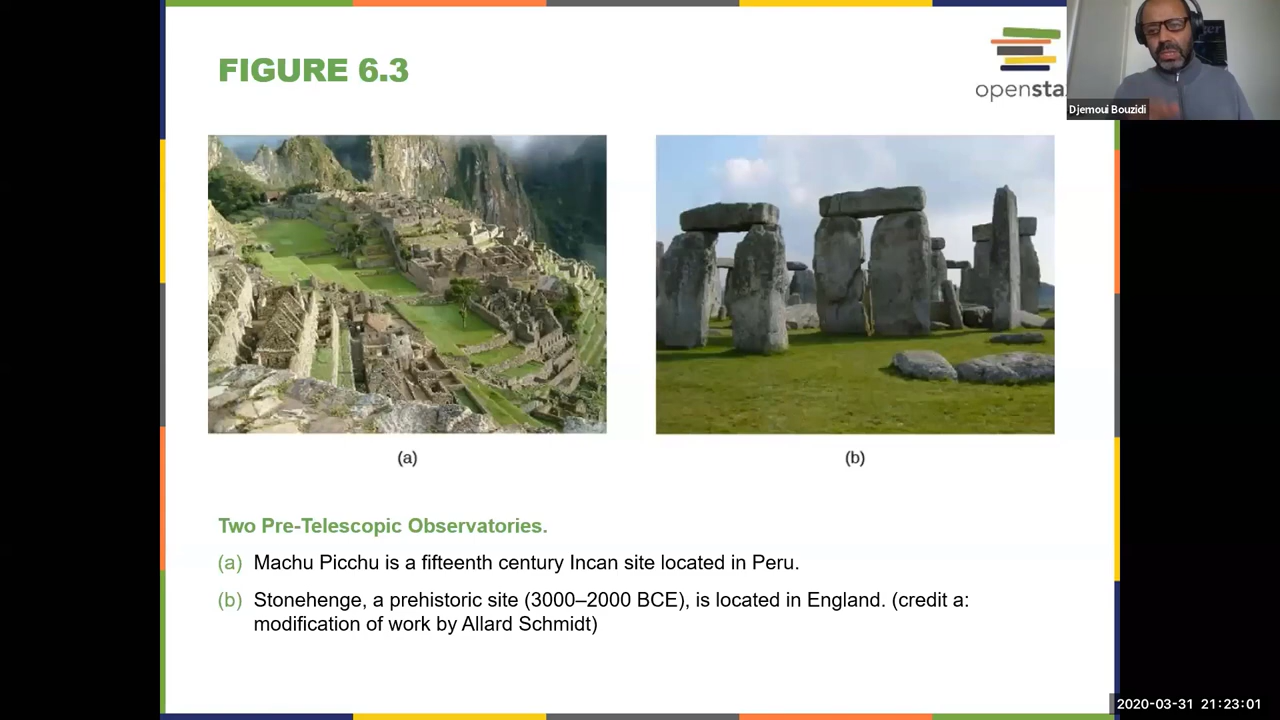 FIGURE 6.3
opensta
Djemoui Bouzidi
(a)
(b)
Two Pre-Telescopic Observatories.
(a) Machu Picchu is a fifteenth century Incan site located in Peru.
(b) Stonehenge, a prehistoric site (3000–2000 BCE), is located in England. (credit a:
modification of work by Allard Schmidt)
2020-03-31 21:23:01